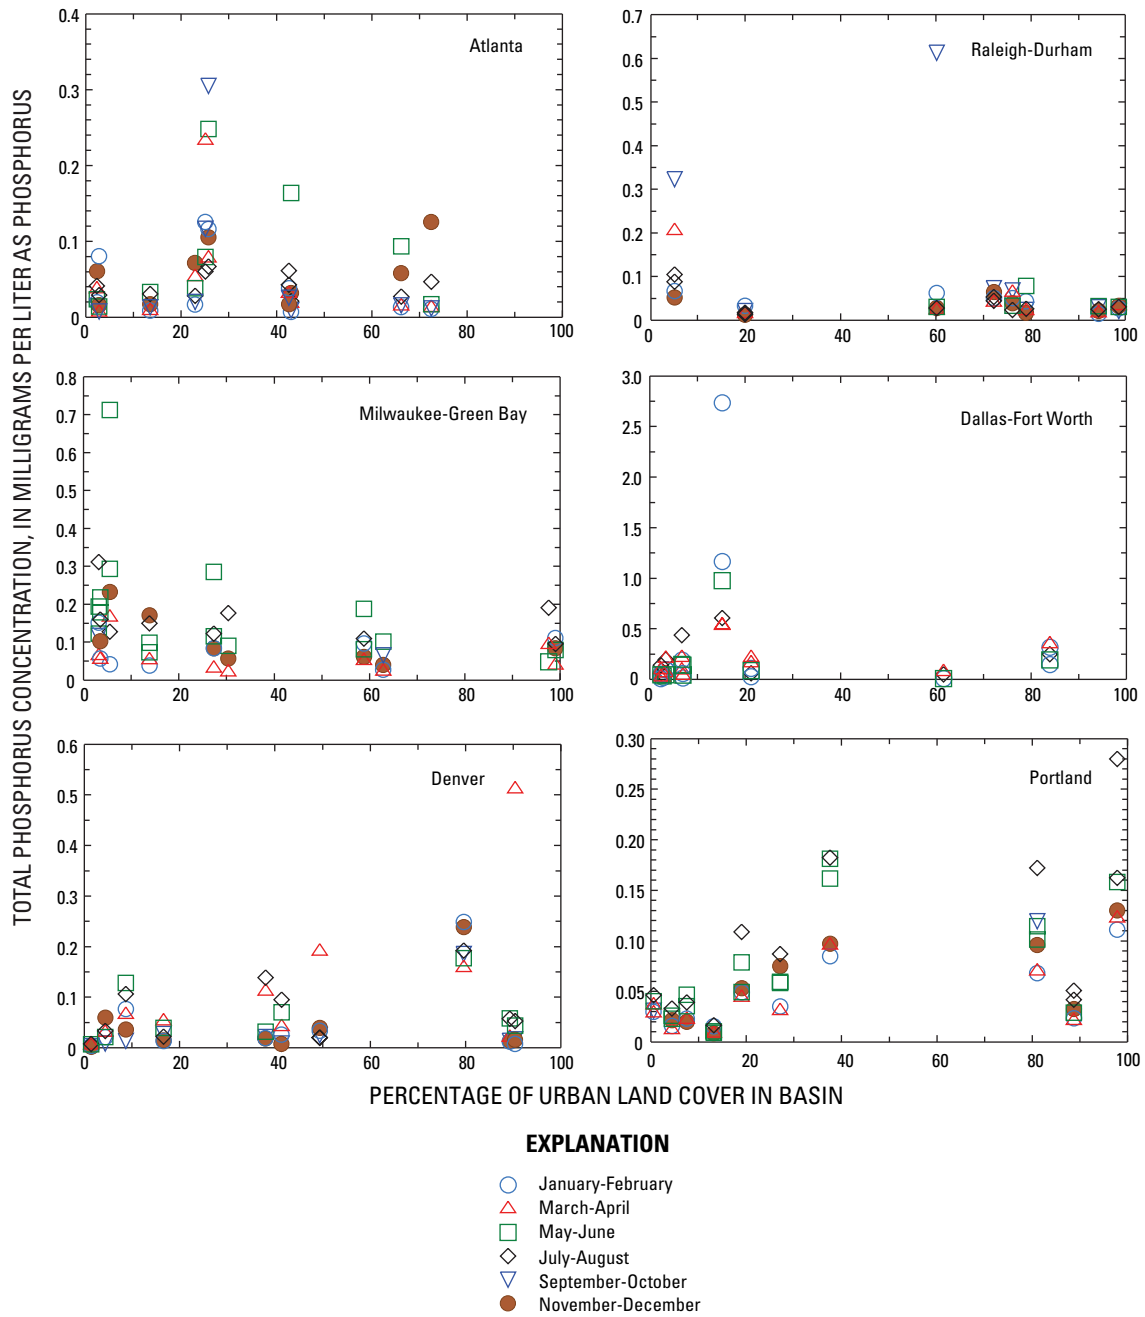 TOTAL PHOSPHORUS CONCENTRATION, IN MILLIGRAMS PER LITER AS PHOSPHORUS
Atlanta
0.4
0.3
0.2
0.1
0
0 20 40 60 80 100
Raleigh-Durham
0.7
0.6
0.5
0.4
0.3
0.2
0.1
0
0 20 40 60 80 100
Milwaukee-Green Bay
0.8
0.7
0.6
0.5
0.4
0.3
0.2
0.1
0
0 20 40 60 80 100
Dallas-Fort Worth
3.0
2.5
2.0
1.5
1.0
0.5
0
0 20 40 60 80 100
Denver
0.6
0.5
0.4
0.3
0.2
0.1
0
0 20 40 60 80 100
Portland
0.30
0.20
0.15
0.10
0.05
0
0 20 40 60 80 100
PERCENTAGE OF URBAN LAND COVER IN BASIN
EXPLANATION
January-February
March-April
May-June
July-August
September-October
November-December